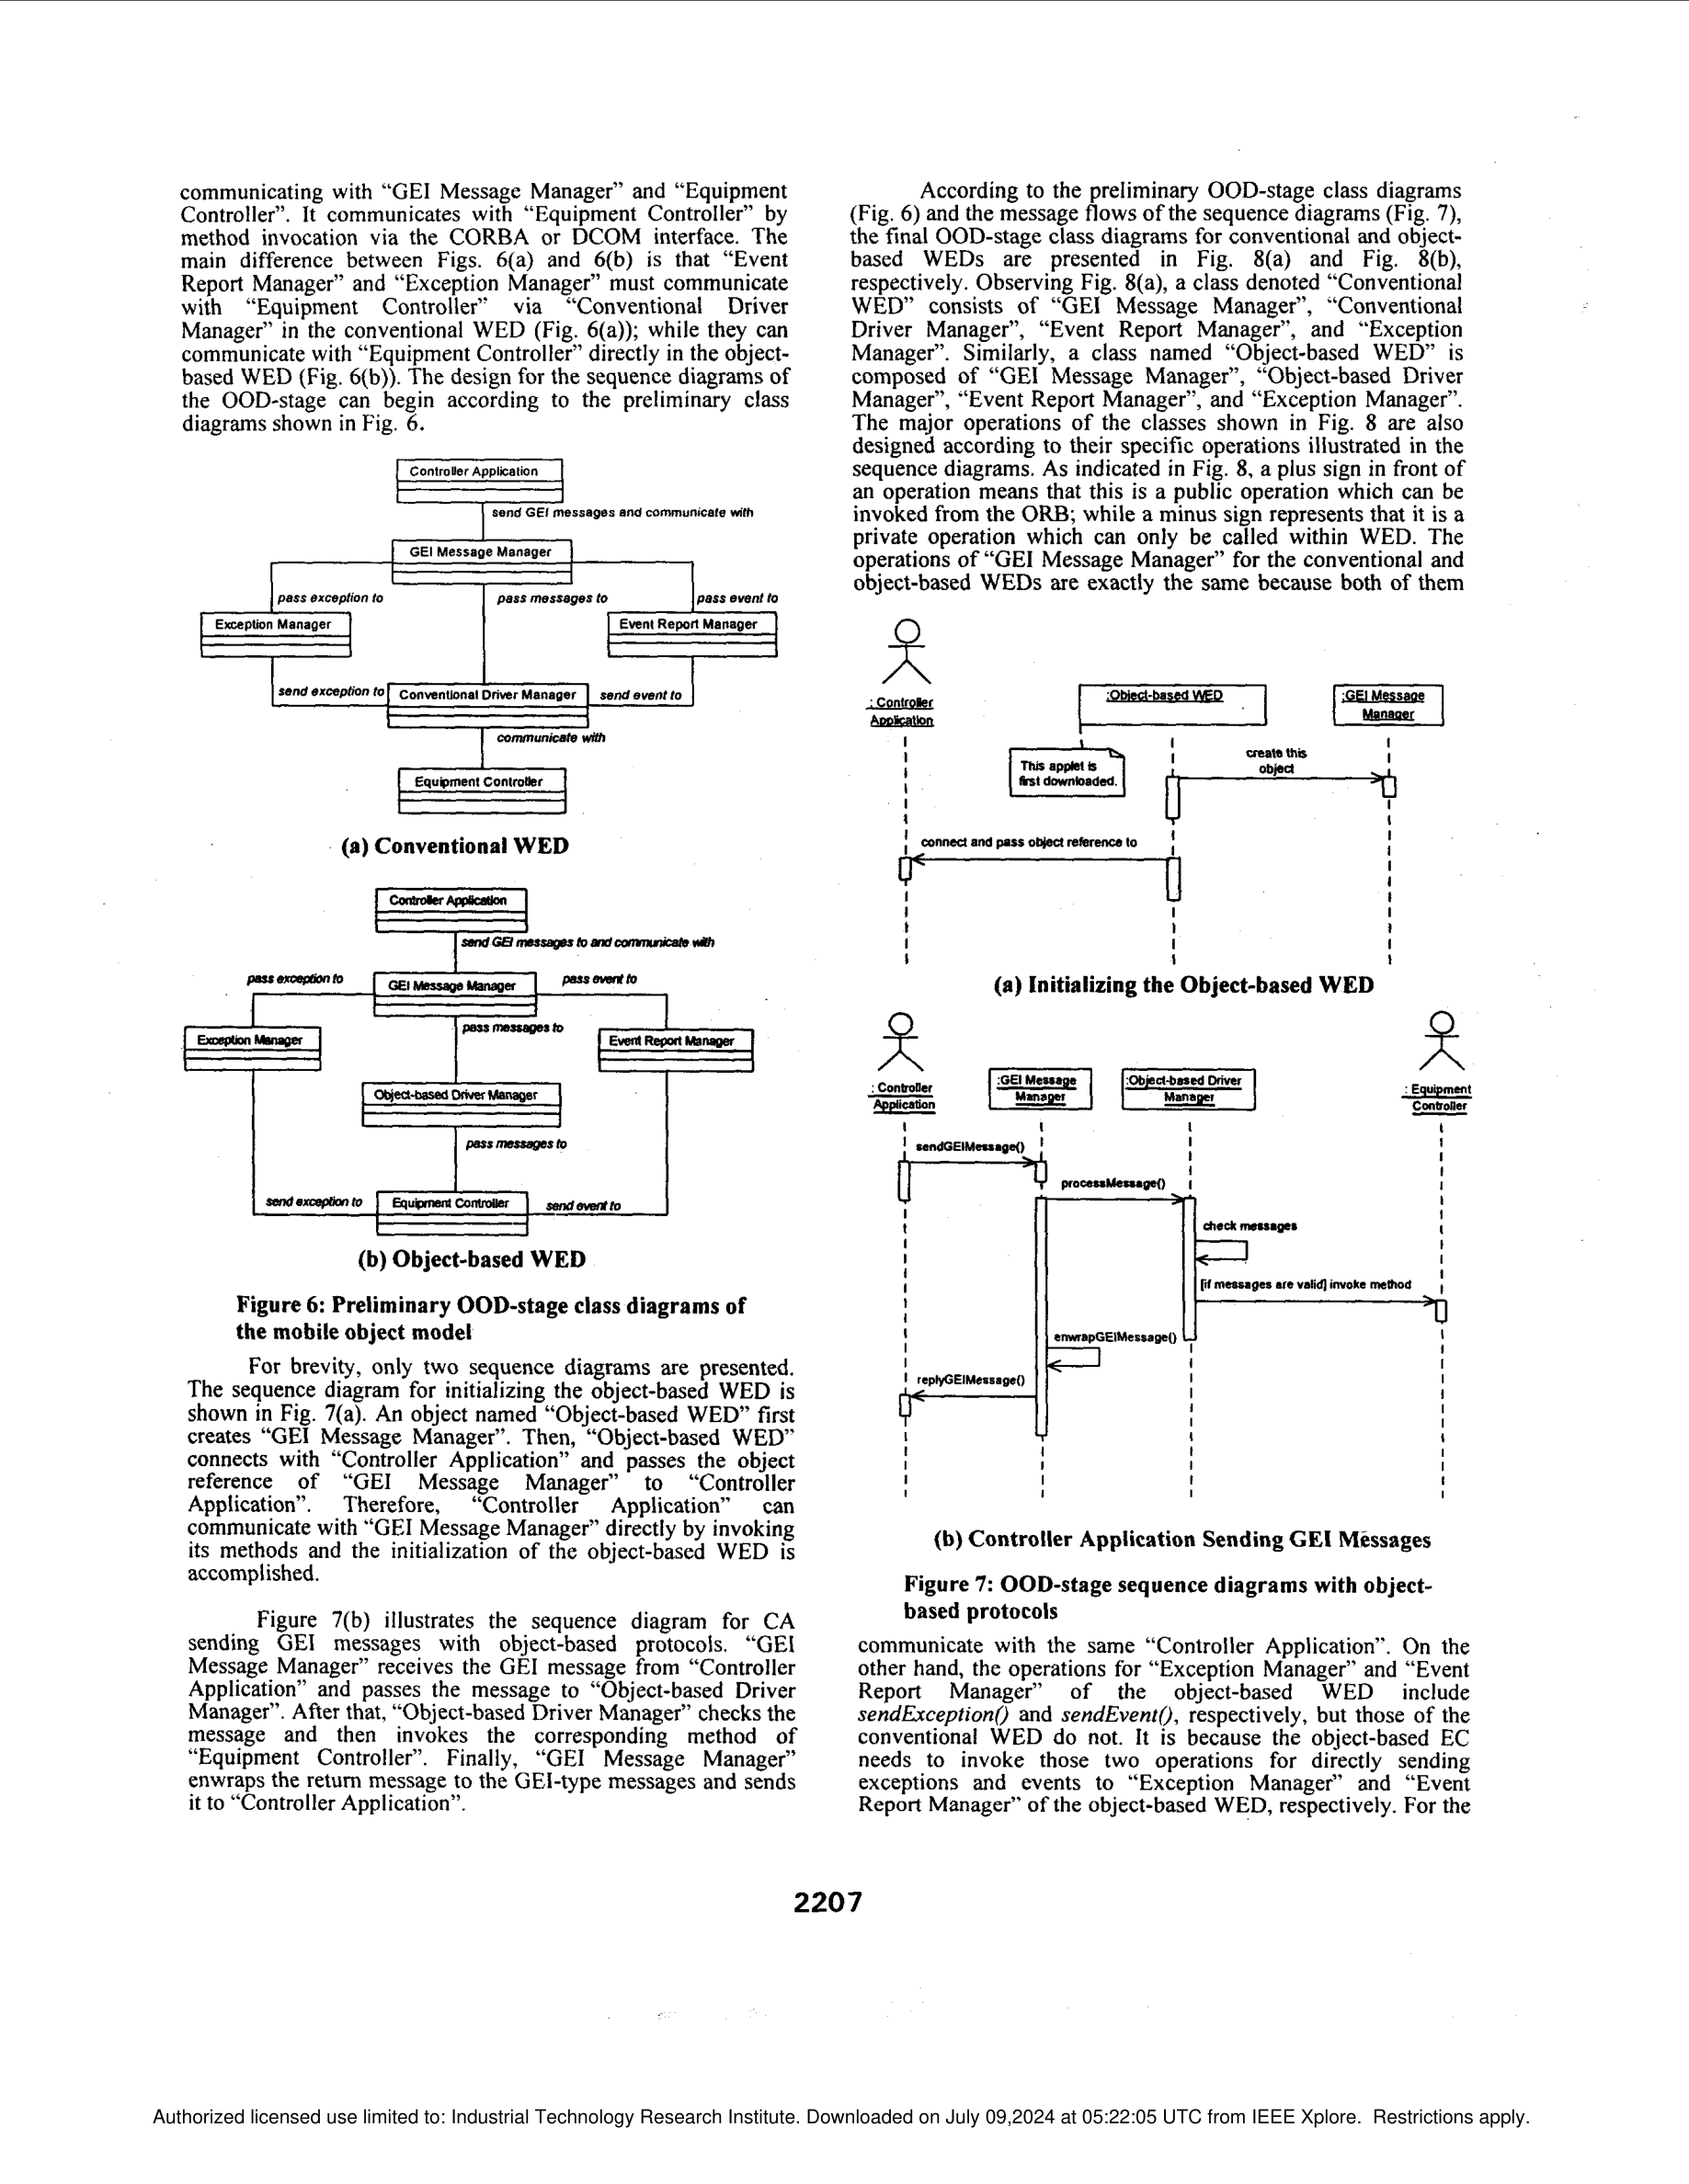 communicating with “GEI Message Manager” and “Equipment
Controller”. It communicates with “Equipment Controller” by
method invocation via the CORBA or DCOM interface. The
main difference between Figs. 6(a) and 6(b) is that “Event
Report Manager” and “Exception Manager” must communicate
with “Equipment Controller” via “Conventional Driver
Manager” in the conventional WED (Fig. 6(a)); while they can
communicate with “Equipment Controller” directly in the object-
based WED (Fig. 6(b)). The design for the sequence diagrams of
the OOD-stage can begin according to the preliminary class
diagrams shown in Fig. 6.
Controller Application
send GEI messages and communicate with
GEI Message Manager
pass exception to
pass messages to
pass event to
Exception Manager
Event Report Manager
send exception to
Conventional Driver Manager
send event to
communicate with
Equipment Controller
(a) Conventional WED
Controller Application
send GEI messages to and communicate with
pass exception to
GEI Message Manager
pass event to
pass messages to
Exception Manager
Event Report Manager
Object-based Driver Manager
pass messages to
send exception to
Equipment Controller
send event to
(b) Object-based WED
Figure 6: Preliminary OOD-stage class diagrams of
the mobile object model
For brevity, only two sequence diagrams are presented.
The sequence diagram for initializing the object-based WED is
shown in Fig. 7(a). An object named “Object-based WED” first
creates “GEI Message Manager”. Then, “Object-based WED”
connects with “Controller Application” and passes the object
reference of “GEI Message Manager” to “Controller
Application”. Therefore, “Controller Application” can
communicate with “GEI Message Manager” directly by invoking
its methods and the initialization of the object-based WED is
accomplished.
Figure 7(b) illustrates the sequence diagram for CA
sending GEI messages with object-based protocols. “GEI
Message Manager” receives the GEI message from “Controller
Application” and passes the message to “Object-based Driver
Manager”. After that, “Object-based Driver Manager” checks the
message and then invokes the corresponding method of
“Equipment Controller”. Finally, “GEI Message Manager”
enwraps the return message to the GEI-type messages and sends
it to “Controller Application”.
According to the preliminary OOD-stage class diagrams
(Fig. 6) and the message flows of the sequence diagrams (Fig. 7),
the final OOD-stage class diagrams for conventional and object-
based WEDs are presented in Fig. 8(a) and Fig. 8(b),
respectively. Observing Fig. 8(a), a class denoted “Conventional
WED” consists of “GEI Message Manager”, “Conventional
Driver Manager”, “Event Report Manager”, and “Exception
Manager”. Similarly, a class named “Object-based WED” is
composed of “GEI Message Manager”, “Object-based Driver
Manager”, “Event Report Manager”, and “Exception Manager”.
The major operations of the classes shown in Fig. 8 are also
designed according to their specific operations illustrated in the
sequence diagrams. As indicated in Fig. 8, a plus sign in front of
an operation means that this is a public operation which can be
invoked from the ORB; while a minus sign represents that it is a
private operation which can only be called within WED. The
operations of “GEI Message Manager” for the conventional and
object-based WEDs are exactly the same because both of them
: Controller
Application
:Object-based WED
:GEI Message
Manager
This applet is
first downloaded.
create this
object
connect and pass object reference to
(a) Initializing the Object-based WED
: Controller
Application
:GEI Message
Manager
:Object-based Driver
Manager
: Equipment
Controller
sendGEIMessage()
processMessage()
check messages
[if messages are valid] invoke method
enwrapGEIMessage()
replyGEIMessage()
(b) Controller Application Sending GEI Messages
Figure 7: OOD-stage sequence diagrams with object-
based protocols
communicate with the same “Controller Application”. On the
other hand, the operations for “Exception Manager” and “Event
Report Manager” of the object-based WED include
sendException() and sendEvent(), respectively, but those of the
conventional WED do not. It is because the object-based EC
needs to invoke those two operations for directly sending
exceptions and events to “Exception Manager” and “Event
Report Manager” of the object-based WED, respectively. For the
2207
Authorized licensed use limited to: Industrial Technology Research Institute. Downloaded on July 09,2024 at 05:22:05 UTC from IEEE Xplore. Restrictions apply.